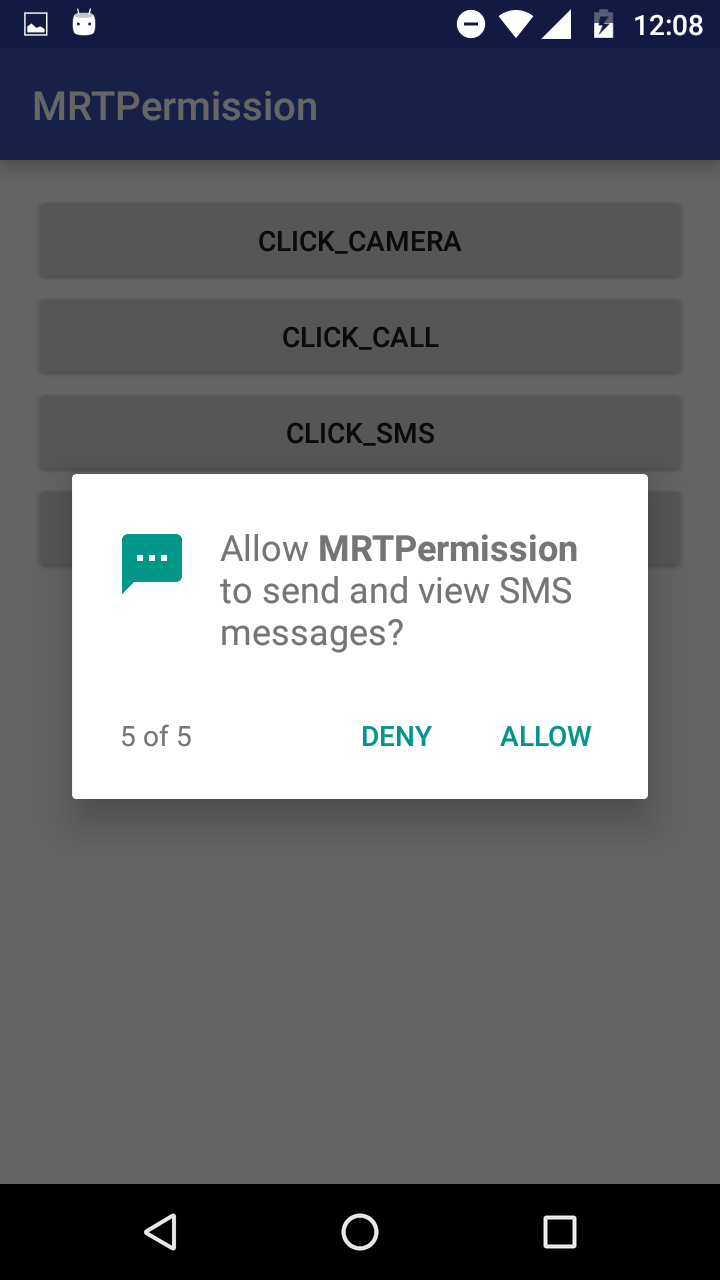 12:08
MRTPermission
CLICK_CAMERA
CLICK_CALL
CLICK_SMS
Allow MRTPermission
to send and view SMS
messages?
5 of 5 DENY ALLOW